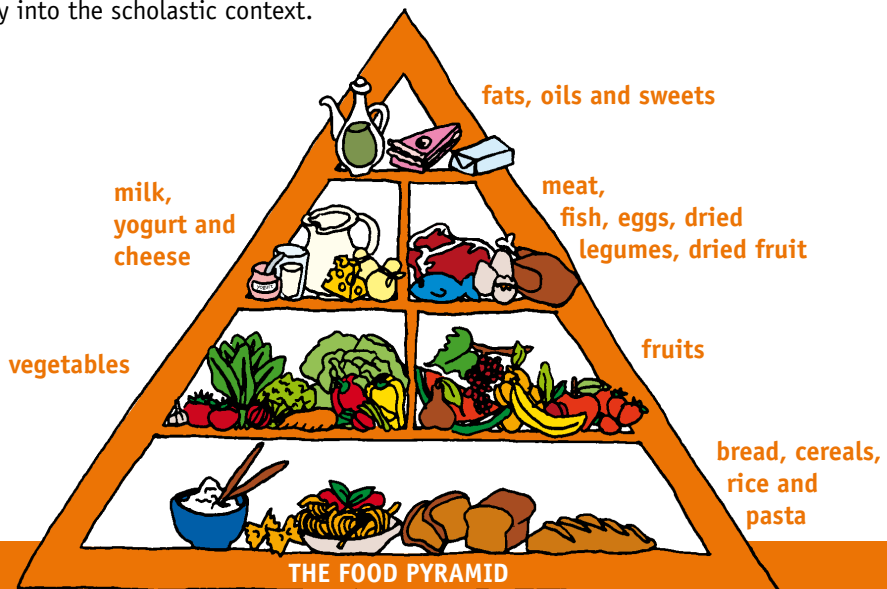 y into the scholastic context.
fats, oils and sweets
milk,
yogurt and
cheese
meat,
fish, eggs, dried
legumes, dried fruit
yogurt
vegetables
fruits
bread, cereals,
rice and
pasta
THE FOOD PYRAMID